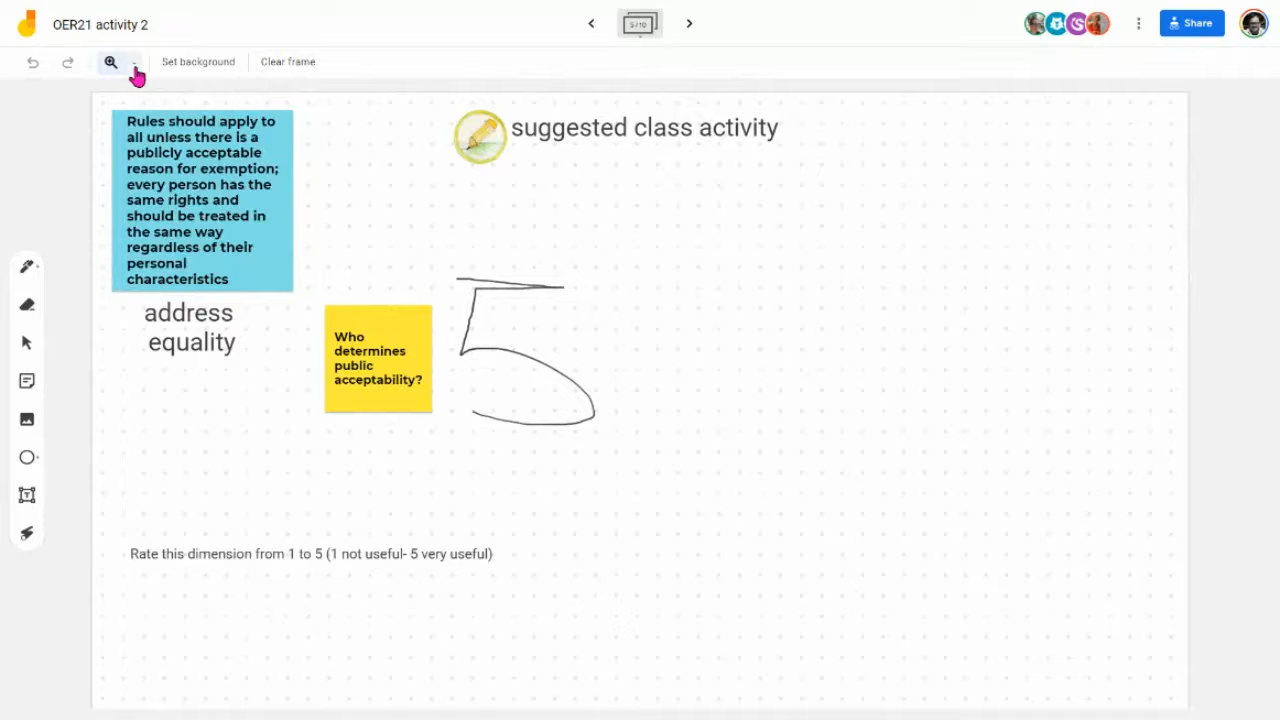 OER21 activity 2
5/10
Share
Set background
Clear frame
Rules should apply to
all unless there is a
publicly acceptable
reason for exemption;
every person has the
same rights and
should be treated in
the same way
regardless of their
personal
characteristics
suggested class activity
address
equality
Who
determines
public
acceptability?
5
Rate this dimension from 1 to 5 (1 not useful- 5 very useful)